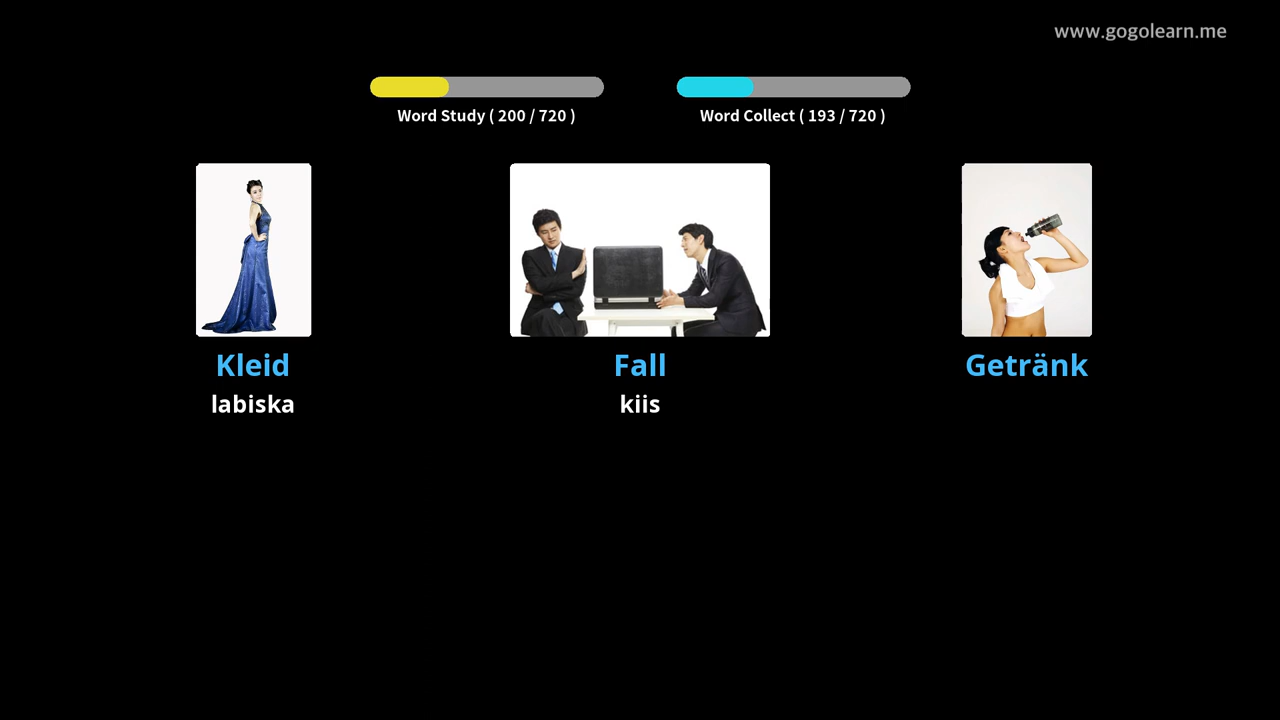 www.gogolearn.me
Word Study ( 200 / 720 )
Word Collect ( 193 / 720 )
Kleid
Fall
Getränk
labiska
kiis